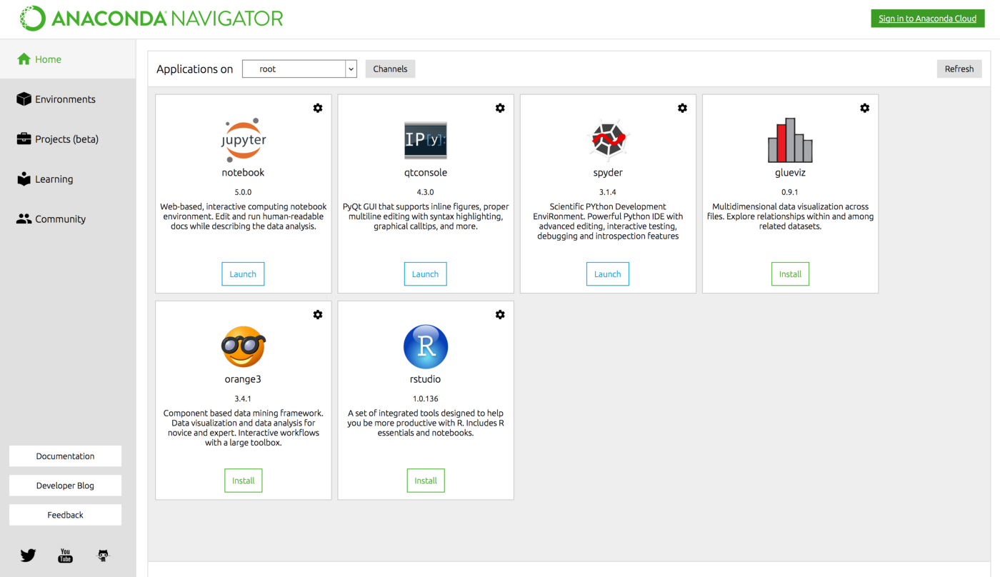 ANACONDA NAVIGATOR
Sign in to Anaconda Cloud
Home
Environments
Projects (beta)
Learning
Community
Documentation
Developer Blog
Feedback
You
Tube
Applications on
root
Channels
Refresh
jupyter
notebook
5.0.0
Web-based, interactive computing notebook
environment. Edit and run human-readable
docs while describing the data analysis.
Launch
IP[y]:
qtconsole
4.3.0
PyQt GUI that supports inline figures, proper
multiline editing with syntax highlighting,
graphical calltips, and more.
Launch
spyder
3.1.4
Scientific PYthon Development
EnviRonment. Powerful Python IDE with
advanced editing, interactive testing,
debugging and introspection features
Launch
glueviz
0.9.1
Multidimensional data visualization across
files. Explore relationships within and among
related datasets.
Install
orange3
3.4.1
Component based data mining framework.
Data visualization and data analysis for
novice and expert. Interactive workflows
with a large toolbox.
Install
R
rstudio
1.0.136
A set of integrated tools designed to help
you be more productive with R. Includes R
essentials and notebooks.
Install